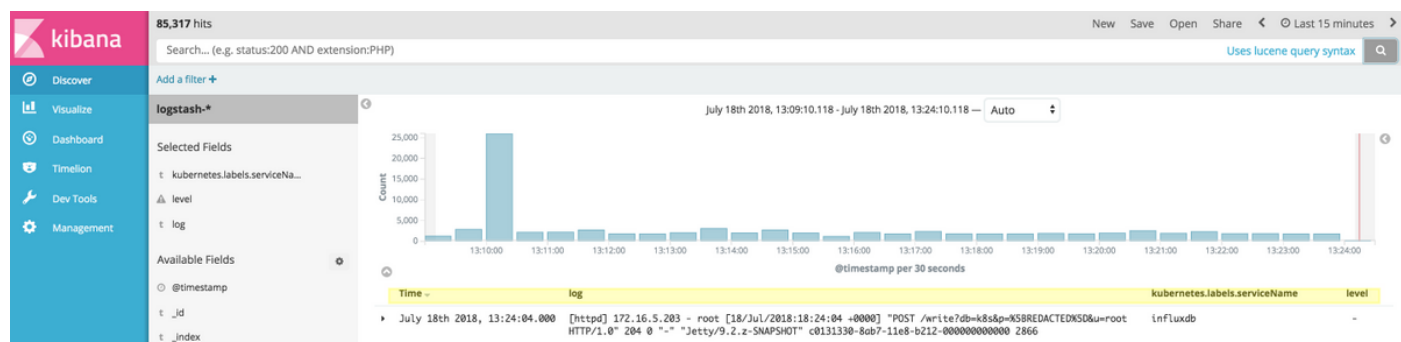 kibana
Discover
Visualize
Dashboard
Timelion
Dev Tools
Management
85,317 hits
New Save Open Share Last 15 minutes
Search... (e.g. status:200 AND extension:PHP) Uses lucene query syntax
Add a filter +
logstash-*
Selected Fields
t kubernetes.labels.serviceNa...
level
t log
Available Fields
@timestamp
t _id
t _index
July 18th 2018, 13:09:10.118 - July 18th 2018, 13:24:10.118 — Auto
Count
25,000
20,000
15,000
10,000
5,000
0
13:10:00 13:11:00 13:12:00 13:13:00 13:14:00 13:15:00 13:16:00 13:17:00 13:18:00 13:19:00 13:20:00 13:21:00 13:22:00 13:23:00 13:24:00
@timestamp per 30 seconds
Time log kubernetes.labels.serviceName level
July 18th 2018, 13:24:04.000 [httpd] 172.16.5.203 - root [18/Jul/2018:18:24:04 +0000] "POST /write?db=k8s&p=%5BREDACTED%5D&u=root influxdb -
HTTP/1.0" 204 0 "-" "Jetty/9.2.z-SNAPSHOT" c0131330-8ab7-11e8-b212-000000000000 2866